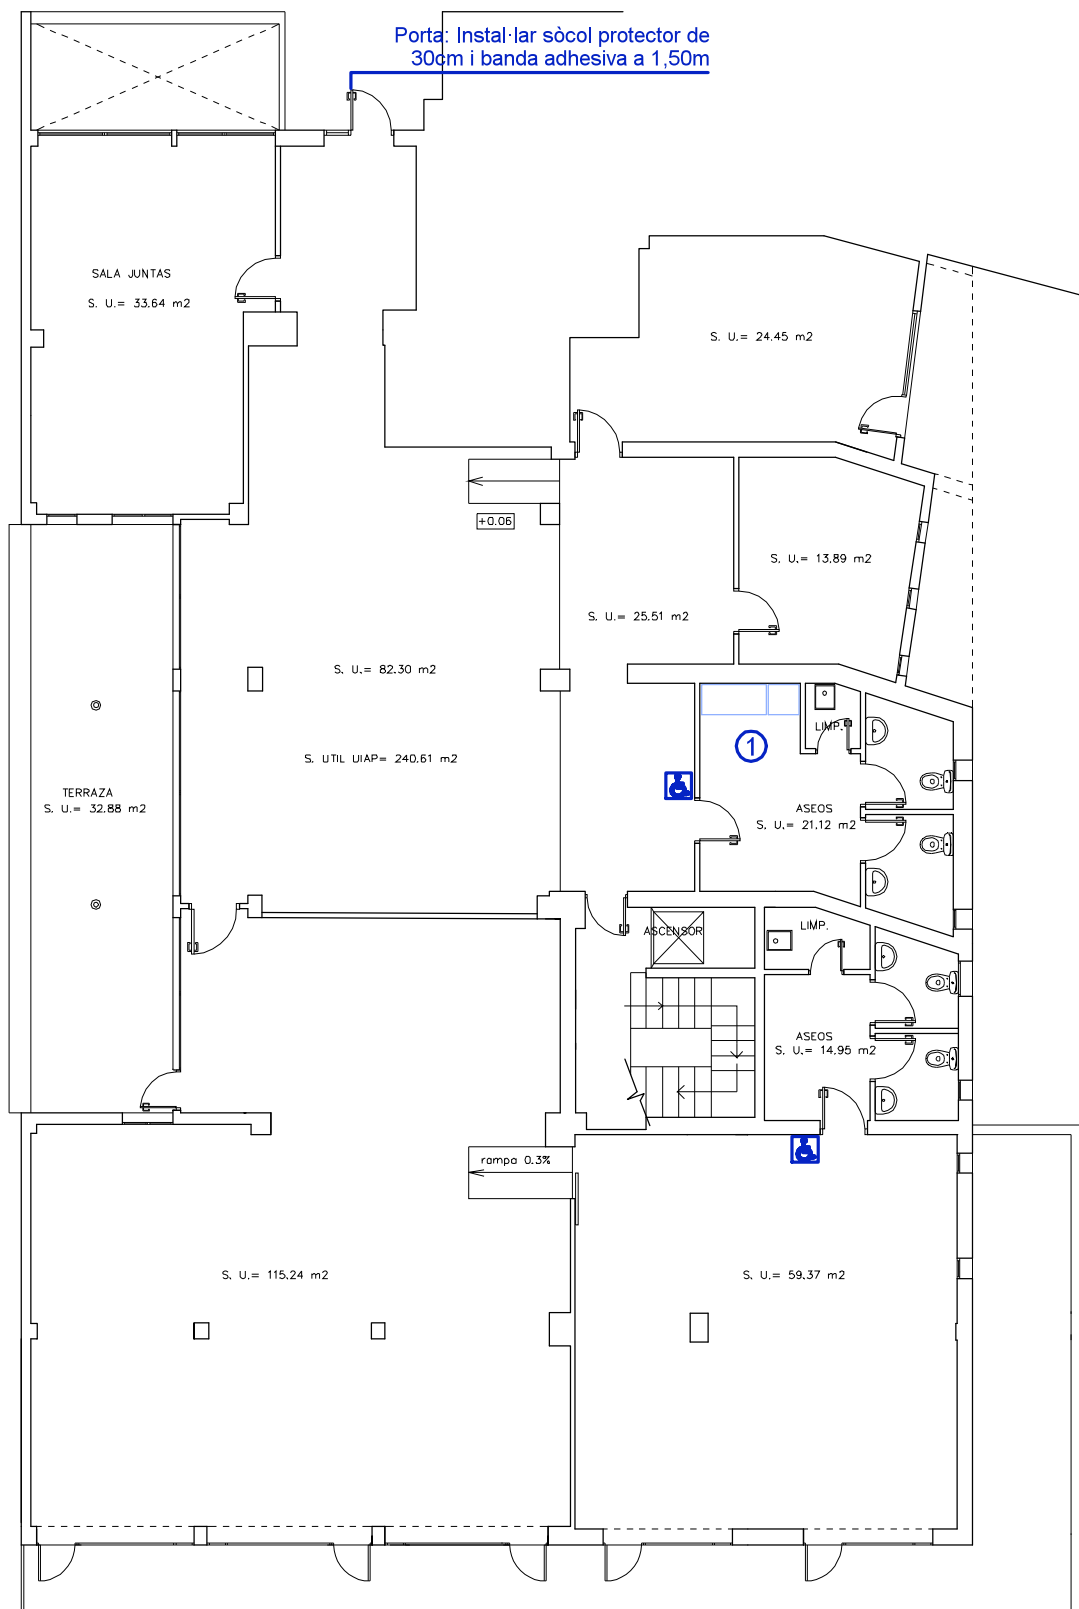 Porta: Instal·lar sòcol protector de
30cm i banda adhesiva a 1,50m
SALA JUNTAS
S. U.= 33.64 m2
S. U.= 24.45 m2
+0.06
S. U.= 13.89 m2
S. U.= 25.51 m2
S. U.= 82.30 m2
LIMP.
1
S. UTIL UIAP= 240.61 m2
TERRAZA
S. U.= 32.88 m2
ASEOS
S. U.= 21.12 m2
ASCENSOR
LIMP.
ASEOS
S. U.= 14.95 m2
rampa 0.3%
S. U.= 115.24 m2
S. U.= 59.37 m2